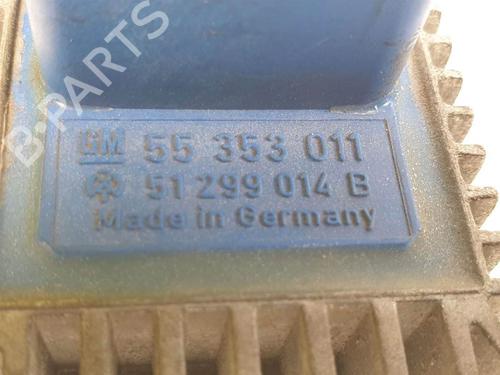 B-PARTS
GM 55 353 011
51 299 014 B
Made in Germany